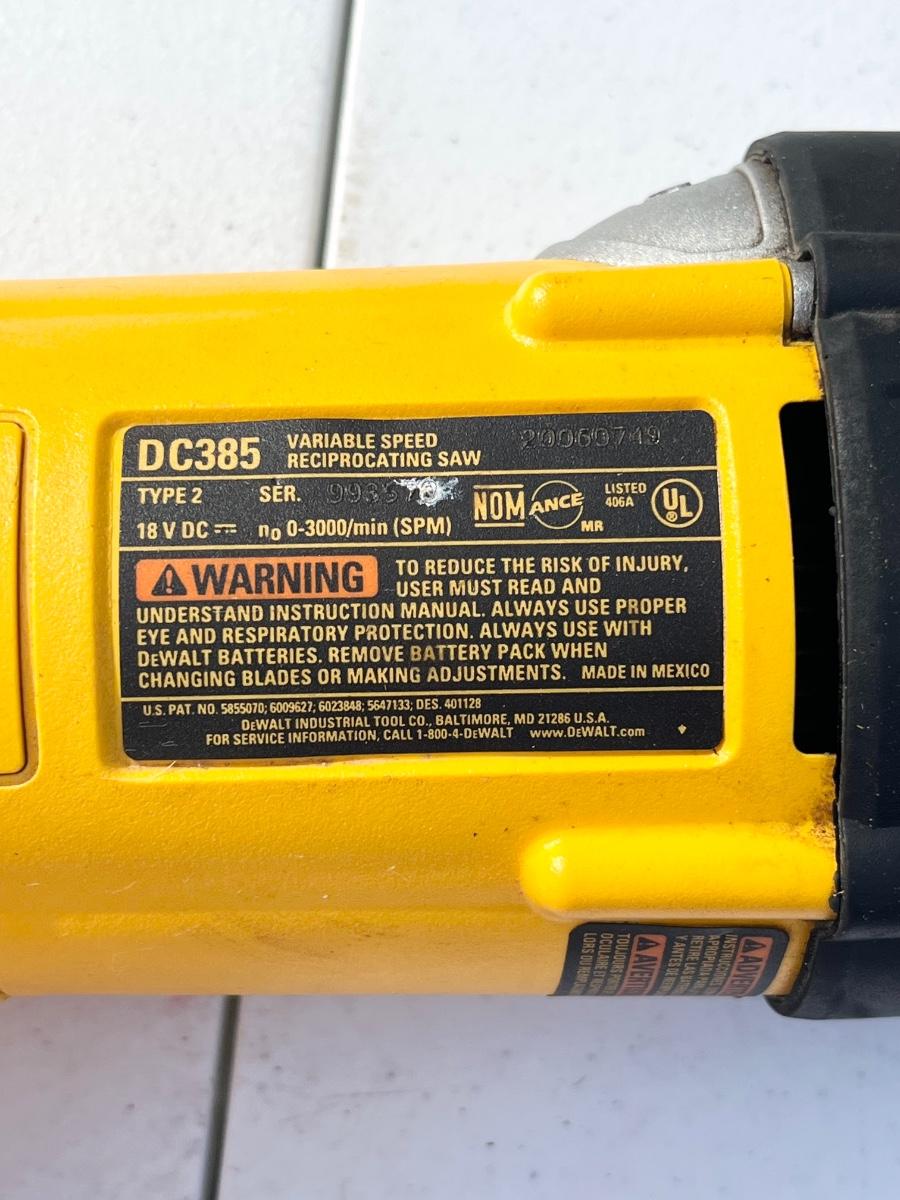 DC385 VARIABLE SPEED
RECIPROCATING SAW
20060749
TYPE 2 SER.
18 V DC ⎓ n₀ 0-3000/min (SPM)
NOM ANCE MR
LISTED
406A
UL ®
⚠WARNING TO REDUCE THE RISK OF INJURY,
USER MUST READ AND
UNDERSTAND INSTRUCTION MANUAL. ALWAYS USE PROPER
EYE AND RESPIRATORY PROTECTION. ALWAYS USE WITH
DEWALT BATTERIES. REMOVE BATTERY PACK WHEN
CHANGING BLADES OR MAKING ADJUSTMENTS. MADE IN MEXICO
U.S. PAT. NO. 5855070; 6009627; 6023848; 5647133; DES. 401128
DEWALT INDUSTRIAL TOOL CO., BALTIMORE, MD 21286 U.S.A.
FOR SERVICE INFORMATION, CALL 1-800-4-DEWALT www.DEWALT.com